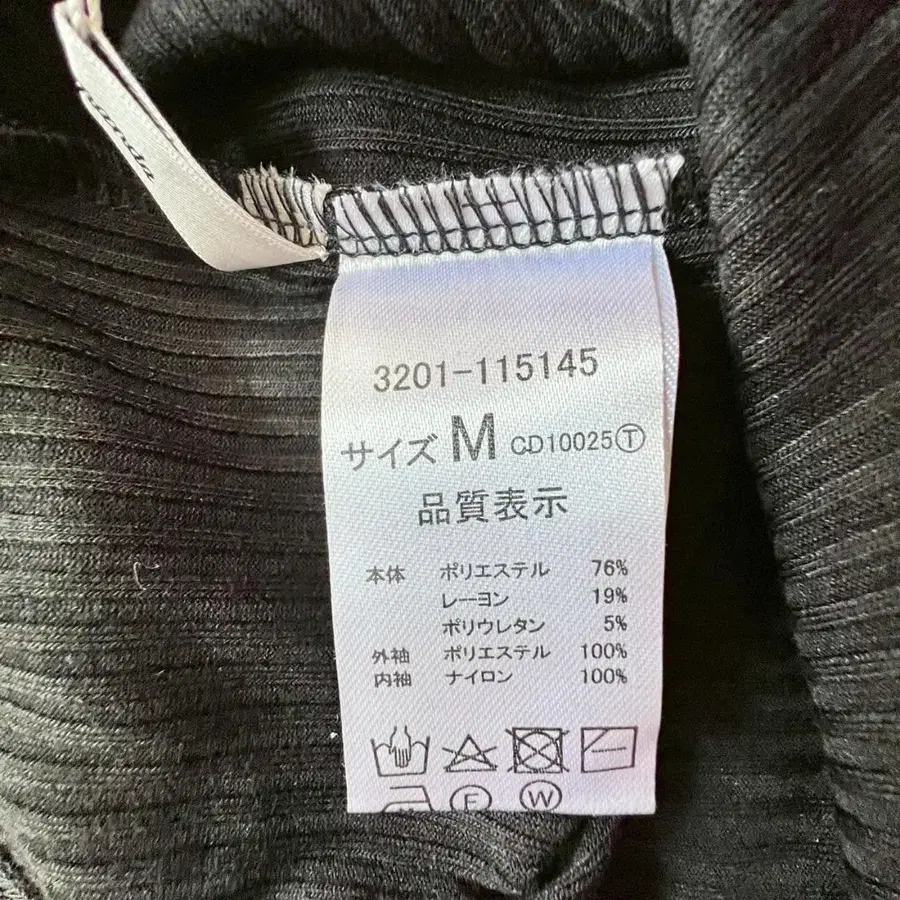 3201-115145
サイズ M CD10025Ⓣ
品質表示
本体 ポリエステル 76%
レーヨン 19%
ポリウレタン 5%
外袖 ポリエステル 100%
内袖 ナイロン 100%
Ⓕ Ⓦ